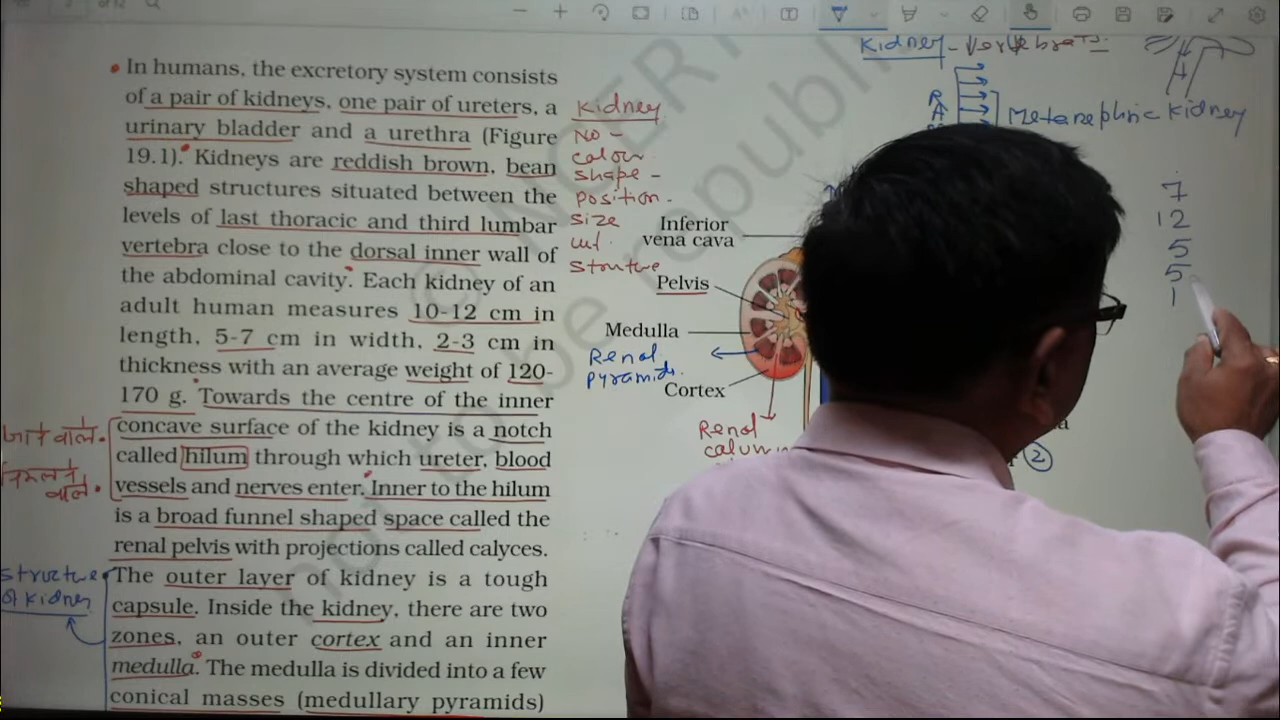 In humans, the excretory system consists
of a pair of kidneys, one pair of ureters, a
urinary bladder and a urethra (Figure
19.1). Kidneys are reddish brown, bean
shaped structures situated between the
levels of last thoracic and third lumbar
vertebra close to the dorsal inner wall of
the abdominal cavity. Each kidney of an
adult human measures 10-12 cm in
length, 5-7 cm in width, 2-3 cm in
thickness with an average weight of 120-
170 g. Towards the centre of the inner
concave surface of the kidney is a notch
called hilum through which ureter, blood
vessels and nerves enter. Inner to the hilum
is a broad funnel shaped space called the
renal pelvis with projections called calyces.
The outer layer of kidney is a tough
capsule. Inside the kidney, there are two
zones, an outer cortex and an inner
medulla. The medulla is divided into a few
conical masses (medullary pyramids)
structure
of kidney
Kidney
No -
colour
shape -
position -
size
wt.
Inferior
vena cava
Pelvis
Medulla
Renal
pyramids.
Cortex
Renal
Kidney - Vertebrats.
Metanephric kidney
7
12
5
5
1
2